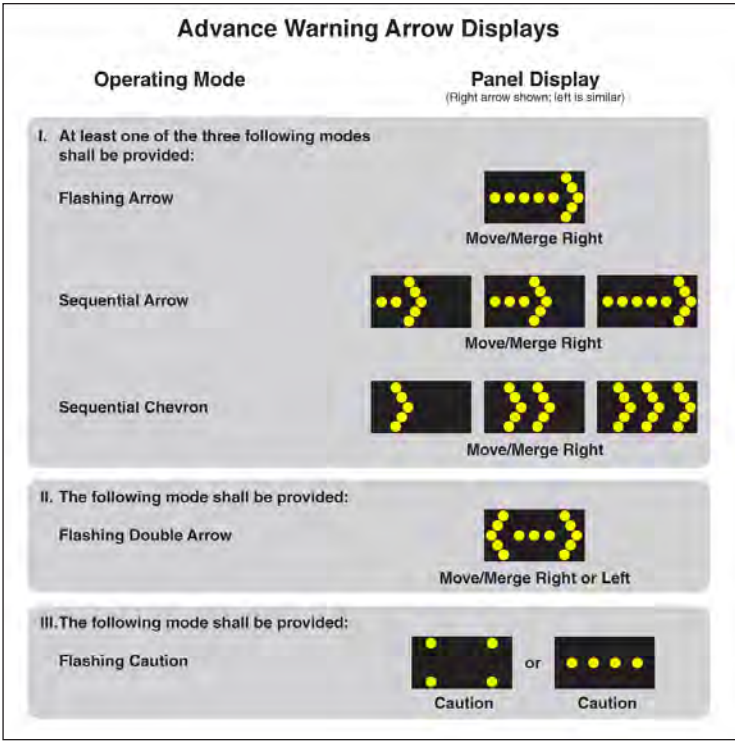 Advance Warning Arrow Displays
Operating Mode
Panel Display
(Right arrow shown; left is similar)
I. At least one of the three following modes
shall be provided:
Flashing Arrow
Move/Merge Right
Sequential Arrow
Move/Merge Right
Sequential Chevron
Move/Merge Right
II. The following mode shall be provided:
Flashing Double Arrow
Move/Merge Right or Left
III.The following mode shall be provided:
Flashing Caution
or
Caution
Caution